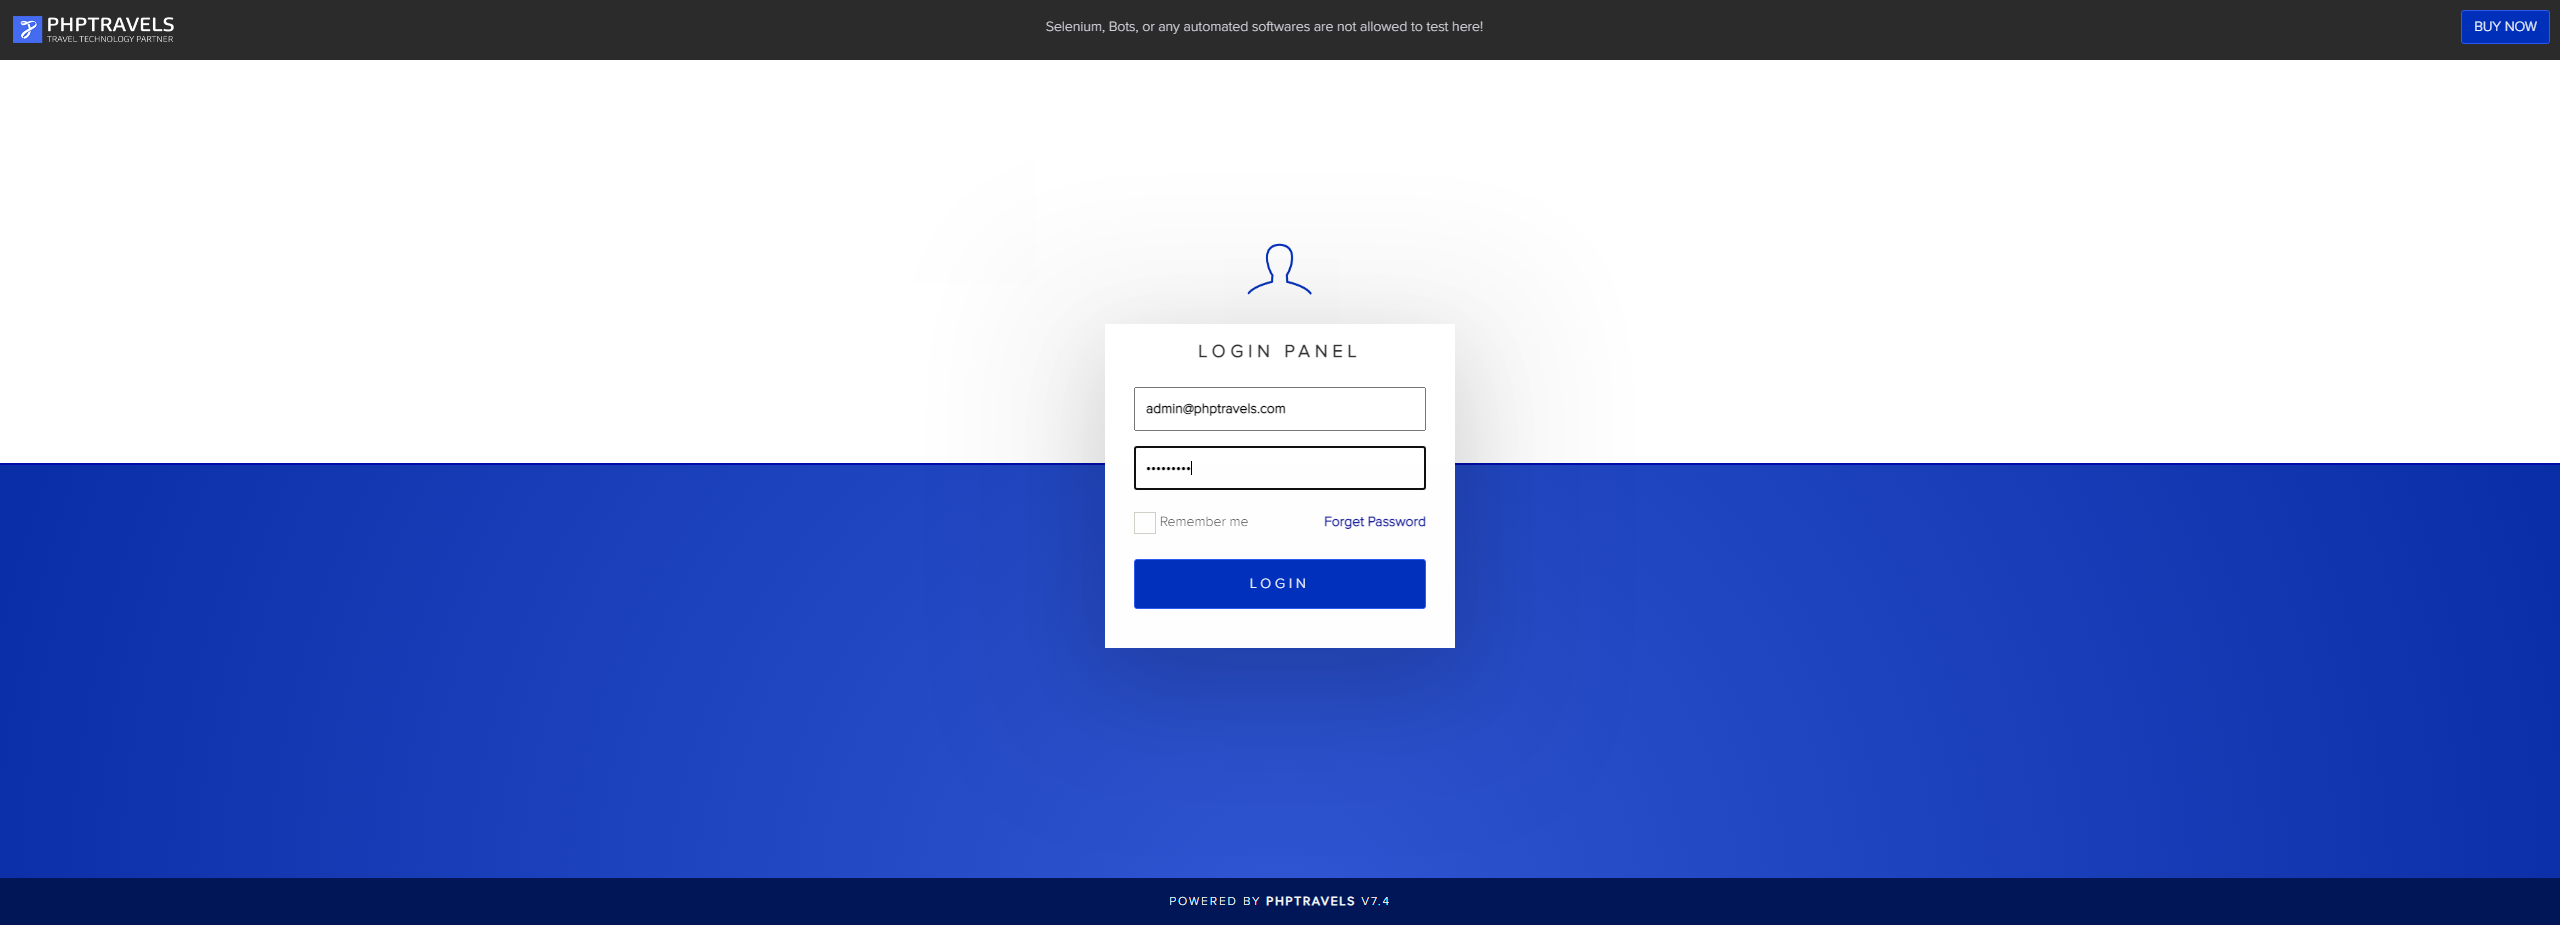 PHPTRAVELS
TRAVEL TECHNOLOGY PARTNER
Selenium, Bots, or any automated softwares are not allowed to test here!
BUY NOW
LOGIN PANEL
admin@phptravels.com
•••••••••
Remember me
Forget Password
LOGIN
POWERED BY PHPTRAVELS V7.4